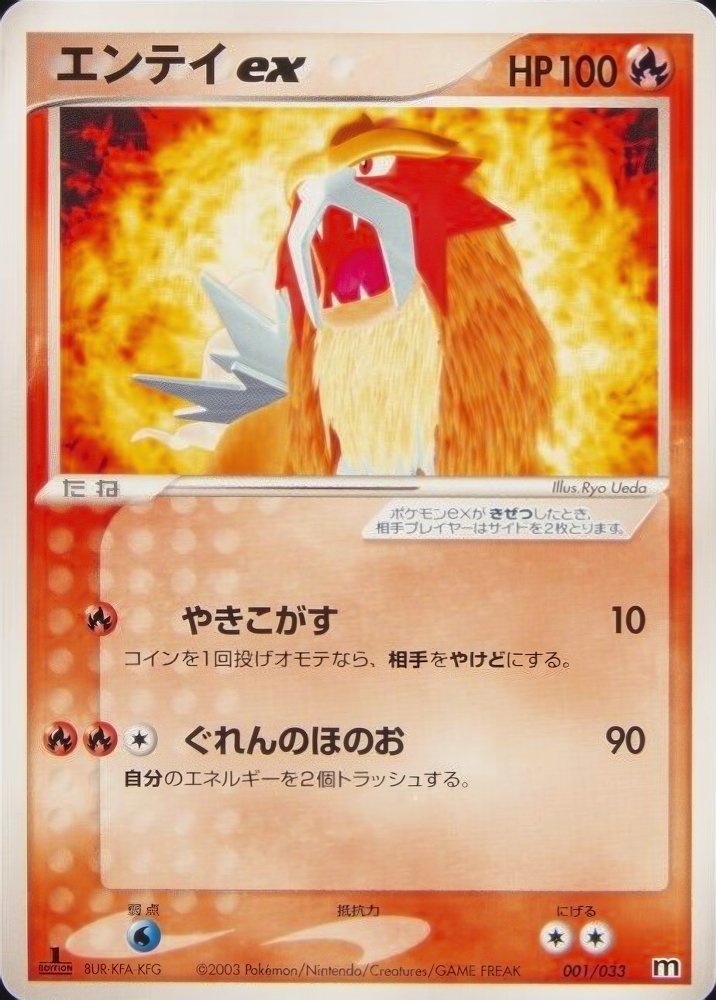 エンテイex HP100
たね
Illus.Ryo Ueda
ポケモンexが きぜつしたとき、
相手プレイヤーはサイドを2枚とります。
やきこがす 10
コインを1回投げオモテなら、相手をやけどにする。
ぐれんのほのお 90
自分のエネルギーを2個トラッシュする。
弱点 抵抗力 にげる
1 EDITION 8UR-KFA-KFG ©2003 Pokémon/Nintendo/Creatures/GAME FREAK 001/033 m